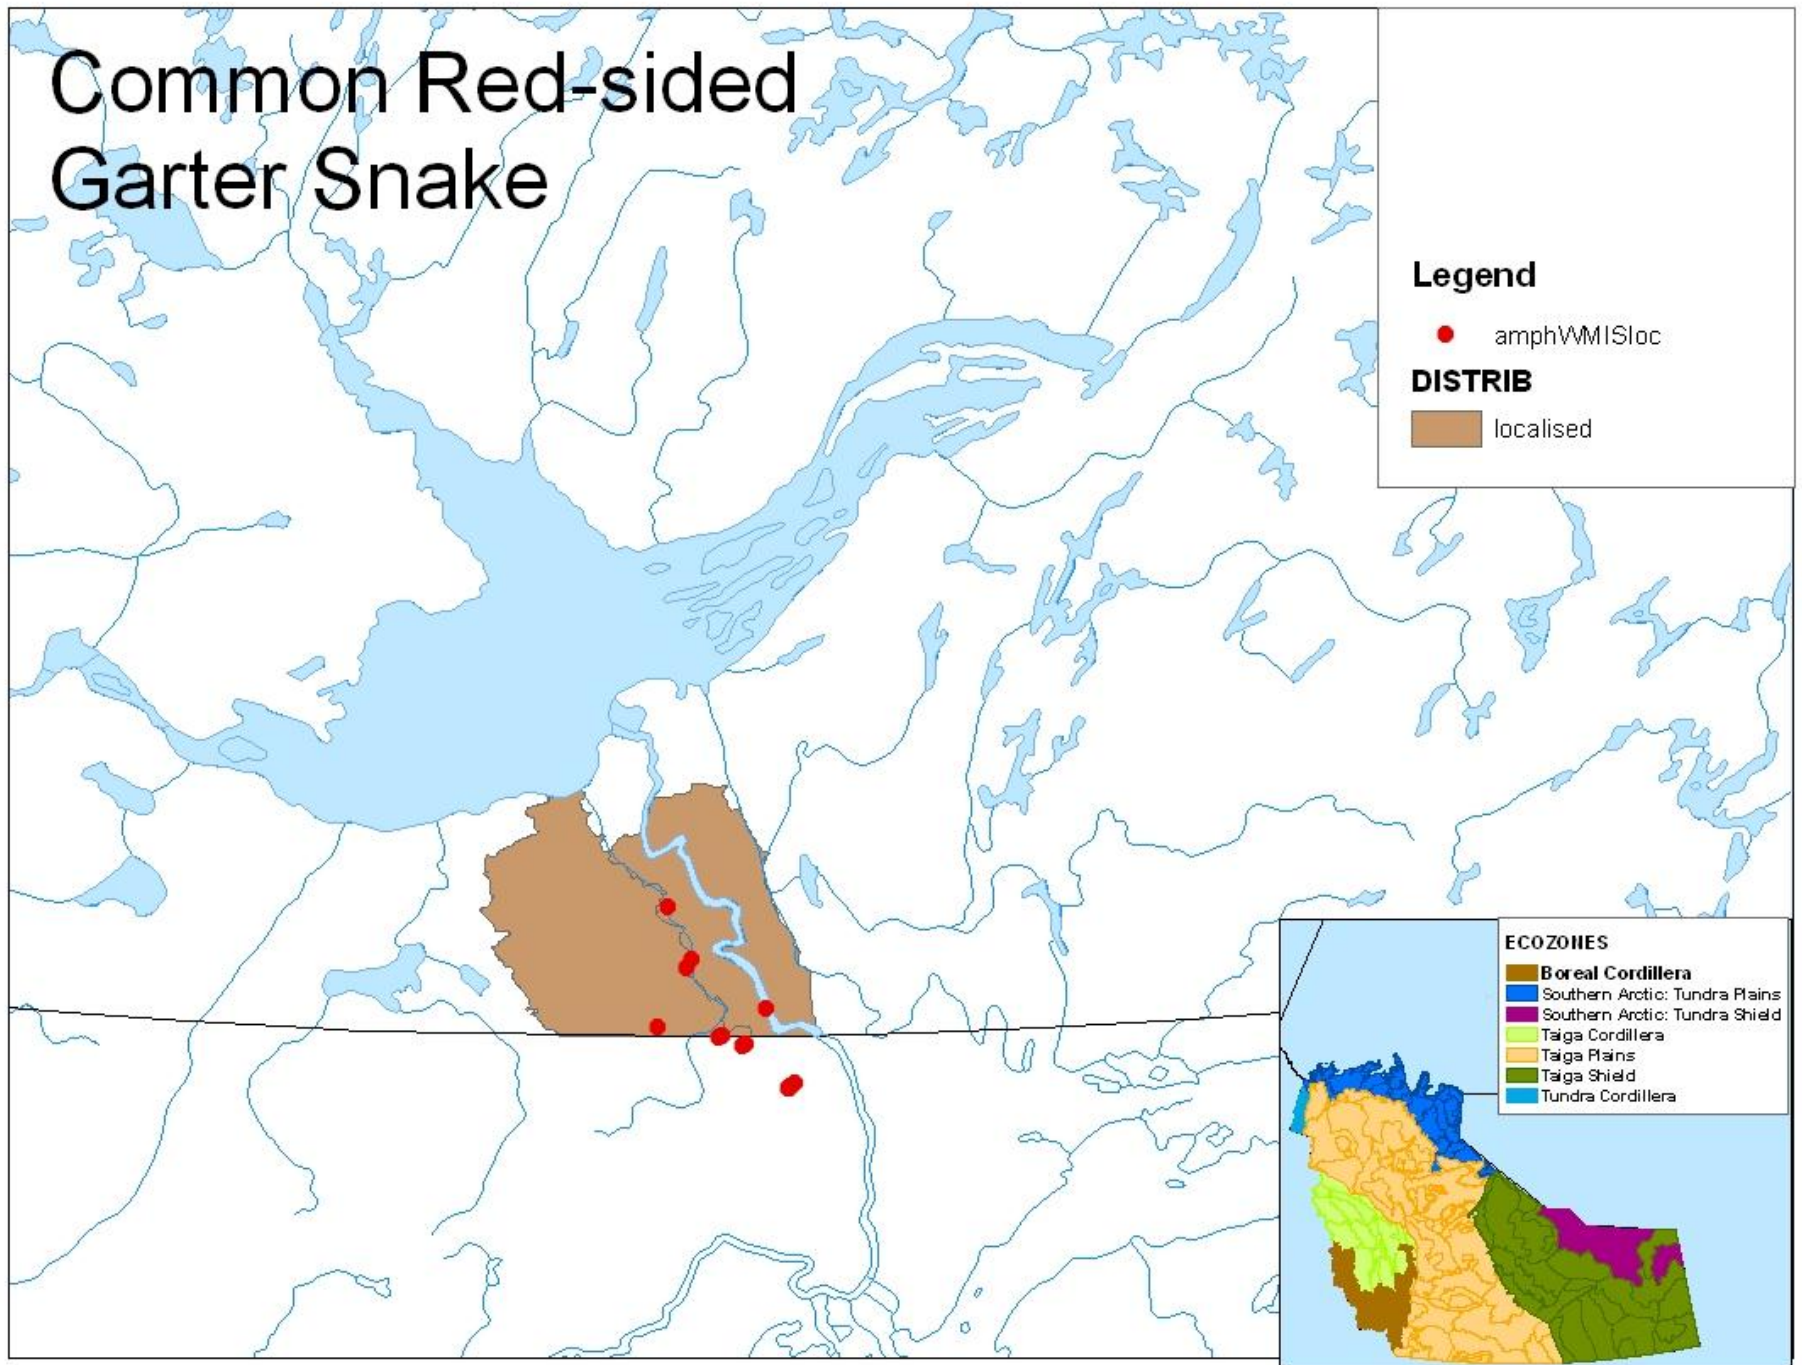 Common Red-sided
Garter Snake
Legend
amphWMISloc
DISTRIB
localised
ECOZONES
Boreal Cordillera
Southern Arctic: Tundra Plains
Southern Arctic: Tundra Shield
Taiga Cordillera
Taiga Plains
Taiga Shield
Tundra Cordillera